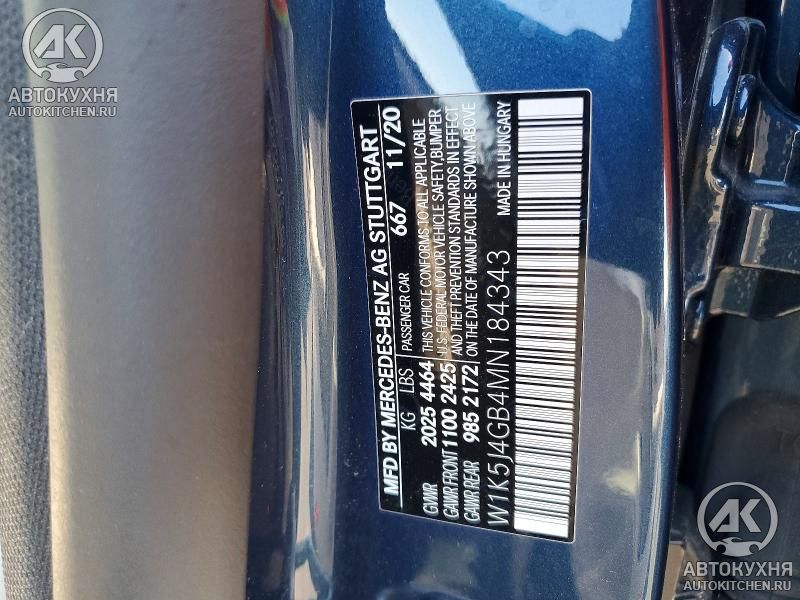 АК
АВТОКУХНЯ
AUTOKITCHEN.RU
MFD BY MERCEDES-BENZ AG STUTTGART
667 11/20
KG LBS PASSENGER CAR
GVWR 2025 4464 THIS VEHICLE CONFORMS TO ALL APPLICABLE
GAWR FRONT 1100 2425 U.S. FEDERAL MOTOR VEHICLE SAFETY, BUMPER
GAWR REAR 985 2172 AND THEFT PREVENTION STANDARDS IN EFFECT
ON THE DATE OF MANUFACTURE SHOWN ABOVE
W1K5J4GB4MN184343 MADE IN HUNGARY
АК
АВТОКУХНЯ
AUTOKITCHEN.RU